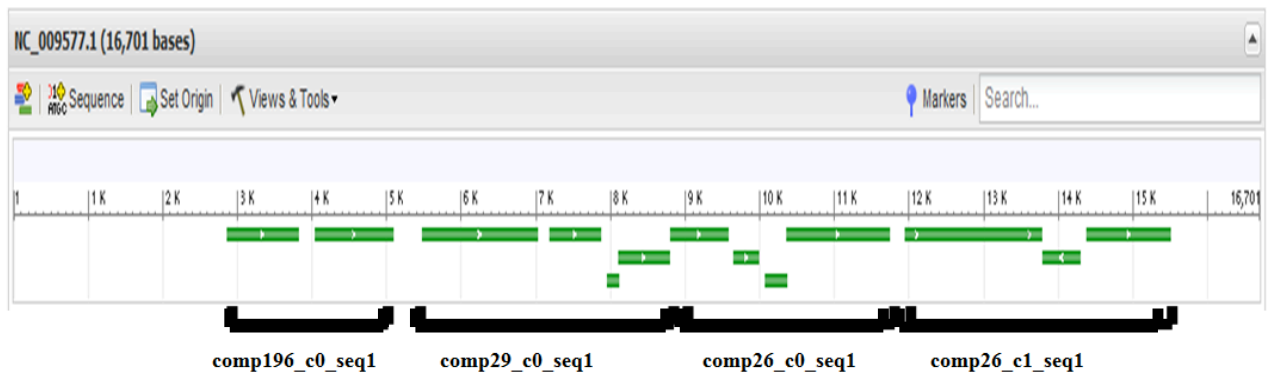 NC_009577.1 (16,701 bases)
Sequence Set Origin Views & Tools Markers Search...
1 1 K 2 K 3 K 4 K 5 K 6 K 7 K 8 K 9 K 10 K 11 K 12 K 13 K 14 K 15 K 16,701
comp196_c0_seq1 comp29_c0_seq1 comp26_c0_seq1 comp26_c1_seq1